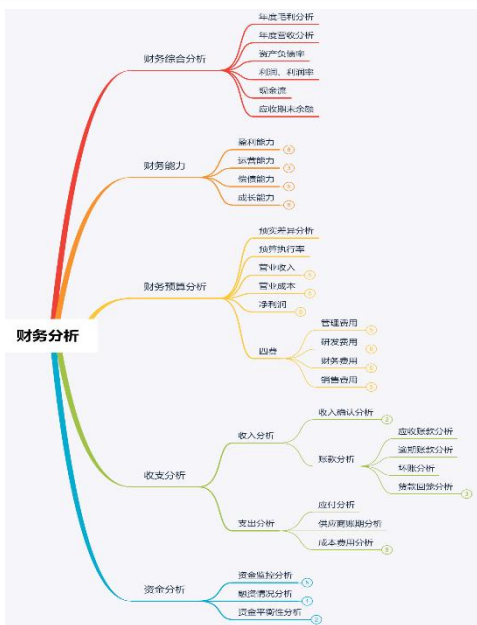 财务分析
财务综合分析
年度毛利分析
年度营收分析
资产负债率
利润、利润率
现金流
应收期末余额
财务能力
盈利能力
运营能力
偿债能力
成长能力
财务预算分析
预实差异分析
预算执行率
营业收入
营业成本
净利润
四费
管理费用
研发费用
财务费用
销售费用
收支分析
收入分析
收入确认分析 2
账款分析
应收账款分析
逾期账款分析
坏账分析
货款回款分析 3
支出分析
应付分析
供应商账期分析
成本费用分析
资金分析
资金监控分析
融资情况分析
资金平衡性分析 2